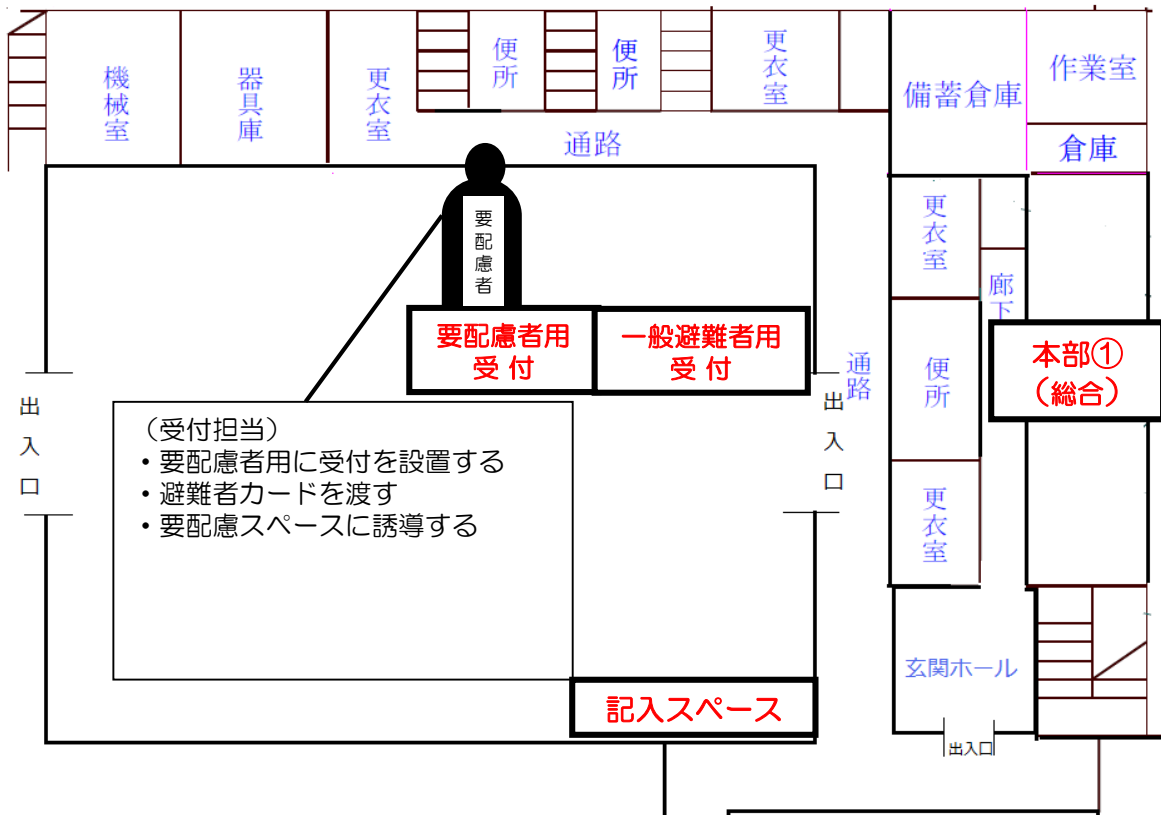 機械室
器具庫
更衣室
便所
便所
更衣室
備蓄倉庫
作業室
倉庫
通路
要配慮者
更衣室
廊下
要配慮者用
受付
一般避難者用
受付
本部①
（総合）
通路
便所
出入口
出入口
（受付担当）
・要配慮者用に受付を設置する
・避難者カードを渡す
・要配慮スペースに誘導する
更衣室
玄関ホール
記入スペース
出入口